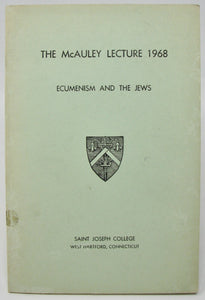 THE McAULEY LECTURE 1968
ECUMENISM AND THE JEWS
SAINT JOSEPH COLLEGE
WEST HARTFORD, CONNECTICUT